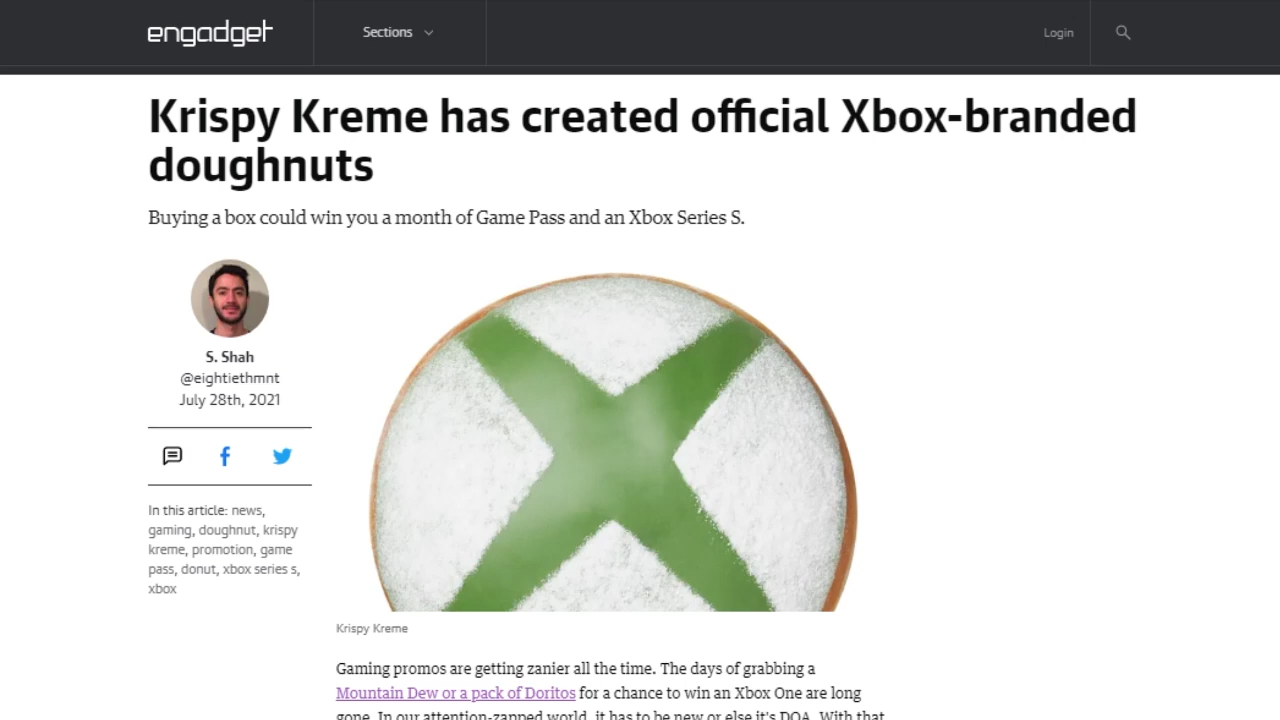 engadget
Sections
Login
Krispy Kreme has created official Xbox-branded
doughnuts
Buying a box could win you a month of Game Pass and an Xbox Series S.
S. Shah
@eightiethmnt
July 28th, 2021
In this article: news,
gaming, doughnut, krispy
kreme, promotion, game
pass, donut, xbox series s,
xbox
Krispy Kreme
Gaming promos are getting zanier all the time. The days of grabbing a
Mountain Dew or a pack of Doritos for a chance to win an Xbox One are long
gone. In our attention-zapped world, it has to be new or else it's DOA. With that